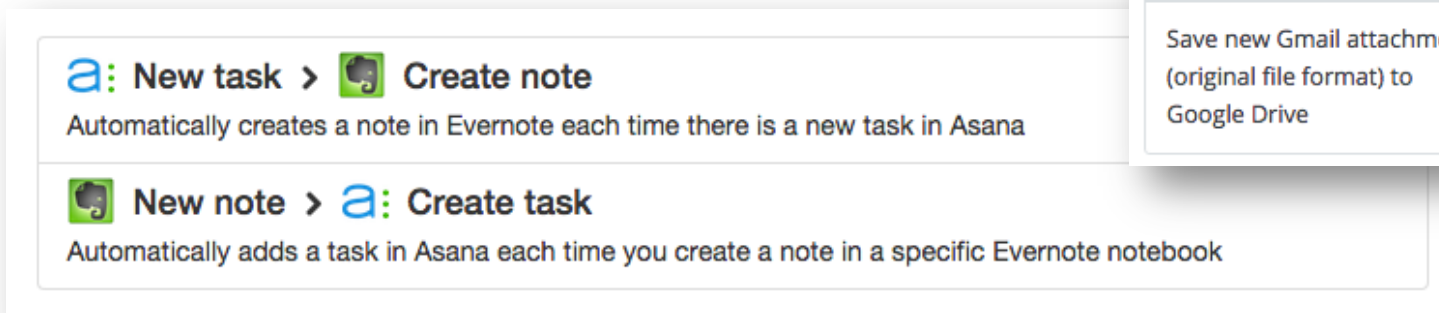 New task > Create note
Automatically creates a note in Evernote each time there is a new task in Asana
New note > Create task
Automatically adds a task in Asana each time you create a note in a specific Evernote notebook
Save new Gmail
(original file format) to
Google Drive